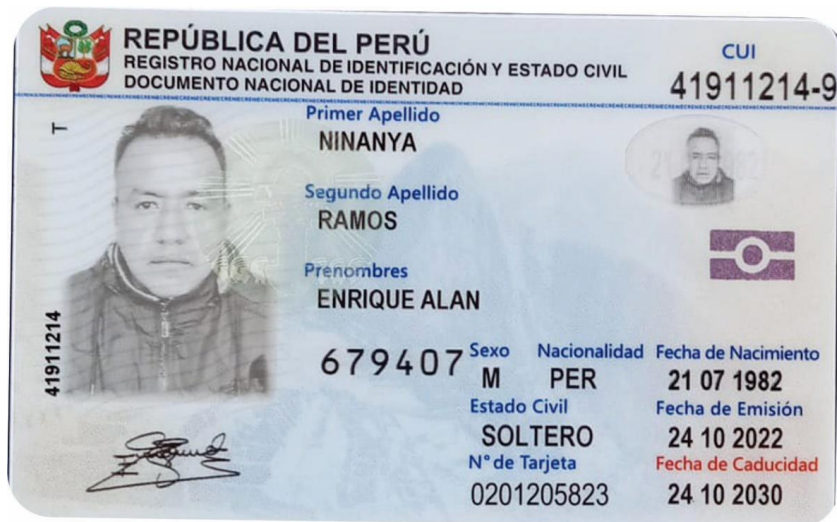 REPÚBLICA DEL PERÚ
REGISTRO NACIONAL DE IDENTIFICACIÓN Y ESTADO CIVIL
DOCUMENTO NACIONAL DE IDENTIDAD
CUI
41911214-9
T
41911214
Primer Apellido
NINANYA
Segundo Apellido
RAMOS
Prenombres
ENRIQUE ALAN
679407
Sexo Nacionalidad Fecha de Nacimiento
M PER 21 07 1982
Estado Civil Fecha de Emisión
SOLTERO 24 10 2022
N° de Tarjeta Fecha de Caducidad
0201205823 24 10 2030